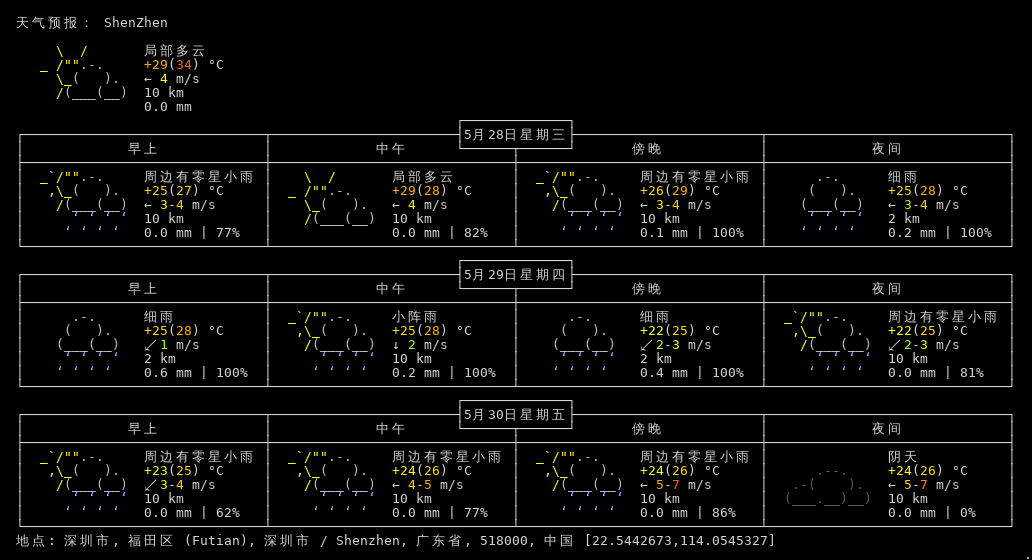 天气预报： ShenZhen
局部多云
+29(34) °C
← 4 m/s
10 km
0.0 mm
5月28日星期三
早上 中午 傍晚 夜间
周边有零星小雨 局部多云 周边有零星小雨 细雨
+25(27) °C +29(28) °C +26(29) °C +25(28) °C
← 3-4 m/s ← 4 m/s ← 3-4 m/s ← 3-4 m/s
10 km 10 km 10 km 2 km
0.0 mm | 77% 0.0 mm | 82% 0.1 mm | 100% 0.2 mm | 100%
5月29日星期四
早上 中午 傍晚 夜间
细雨 小阵雨 细雨 周边有零星小雨
+25(28) °C +25(28) °C +22(25) °C +22(25) °C
↙ 1 m/s ↓ 2 m/s ↙ 2-3 m/s ↙ 2-3 m/s
2 km 10 km 2 km 10 km
0.6 mm | 100% 0.2 mm | 100% 0.4 mm | 100% 0.0 mm | 81%
5月30日星期五
早上 中午 傍晚 夜间
周边有零星小雨 周边有零星小雨 周边有零星小雨 阴天
+23(25) °C +24(26) °C +24(26) °C +24(26) °C
↙ 3-4 m/s ← 4-5 m/s ← 5-7 m/s ← 5-7 m/s
10 km 10 km 10 km 10 km
0.0 mm | 62% 0.0 mm | 77% 0.0 mm | 86% 0.0 mm | 0%
地点: 深圳市, 福田区 (Futian), 深圳市 / Shenzhen, 广东省, 518000, 中国 [22.5442673,114.0545327]